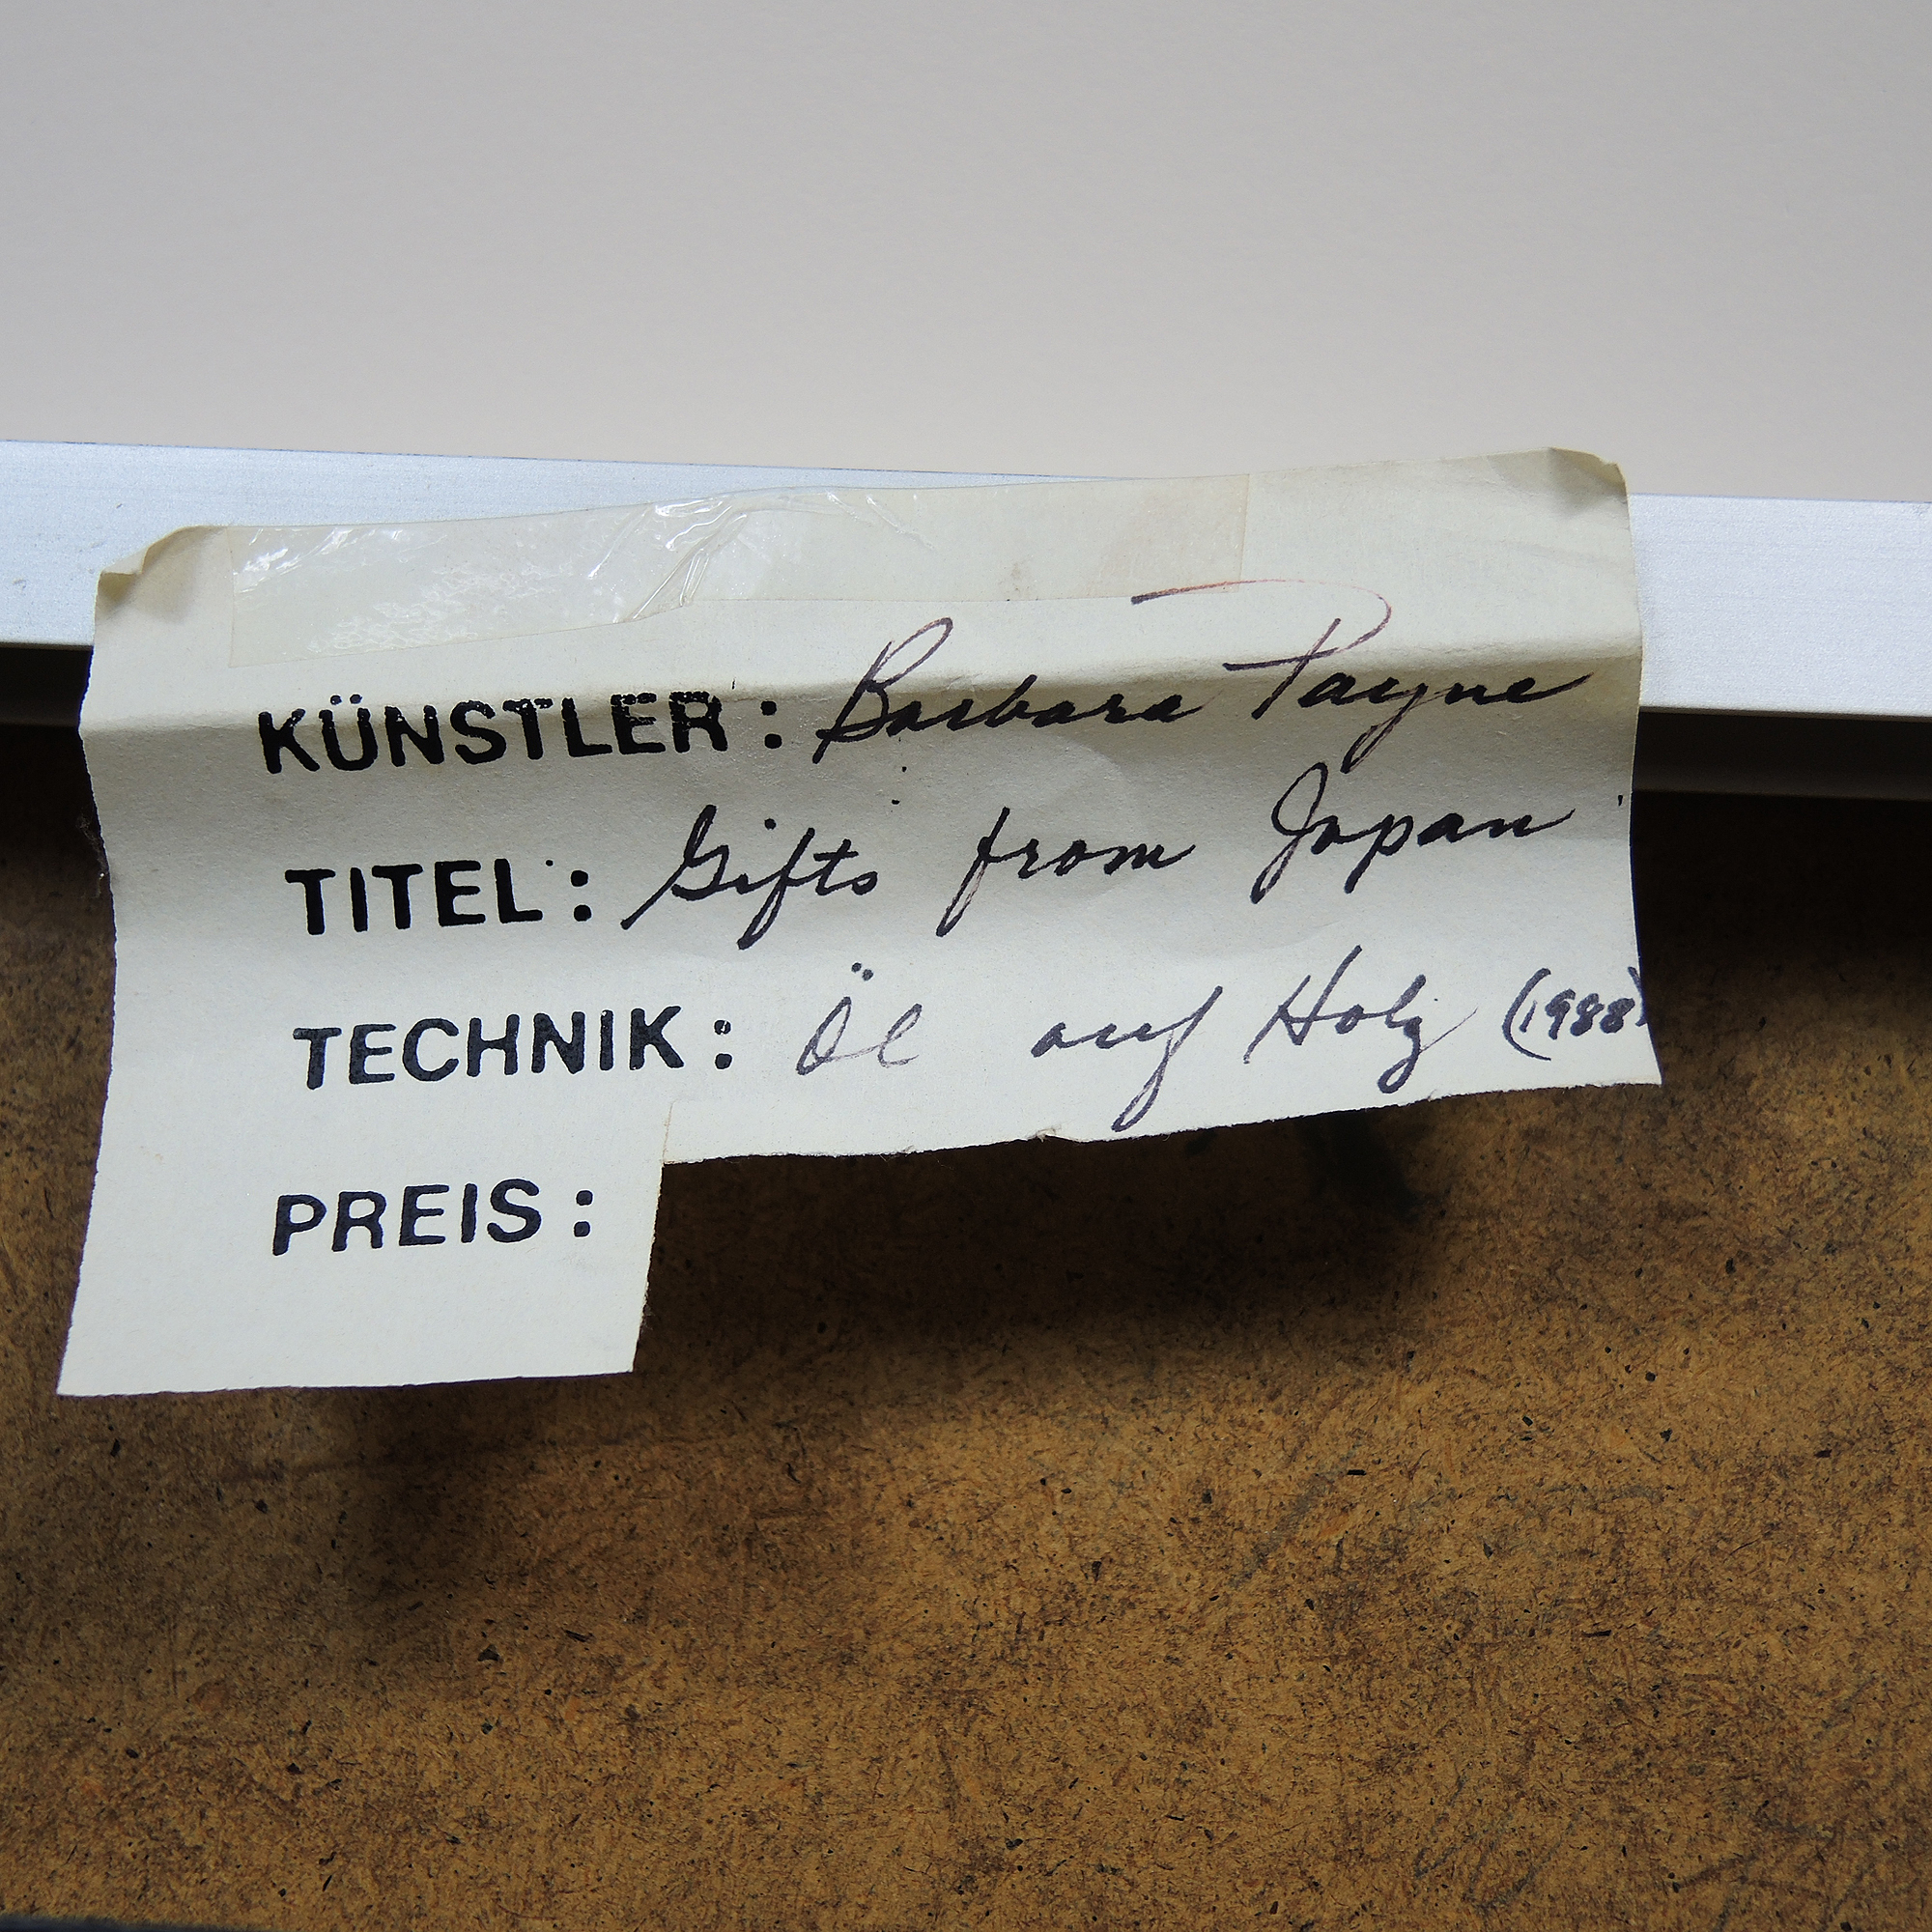 KÜNSTLER: Barbara Payne
TITEL: Gifts from Japan
TECHNIK: Öl auf Holz (1988)
PREIS: